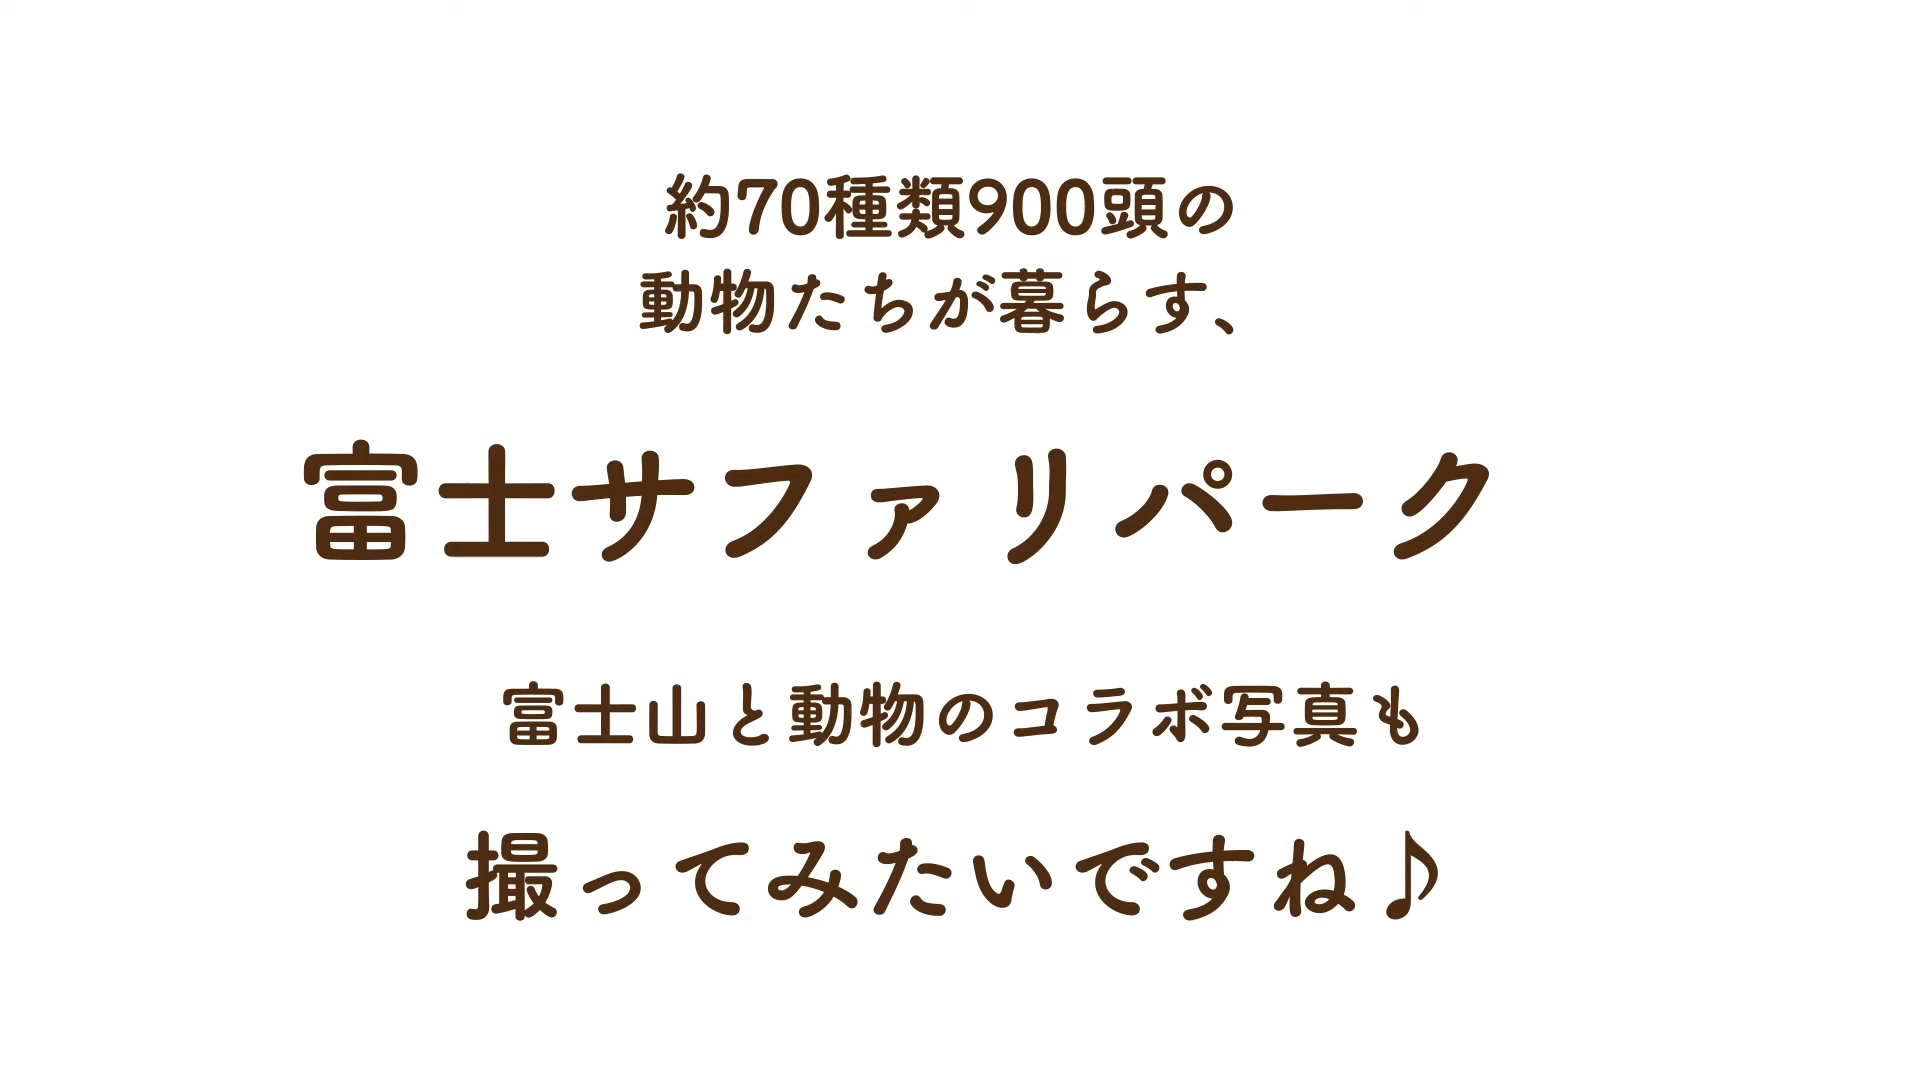 約70種類900頭の
動物たちが暮らす、
富士サファリパーク
富士山と動物のコラボ写真も
撮ってみたいですね♪